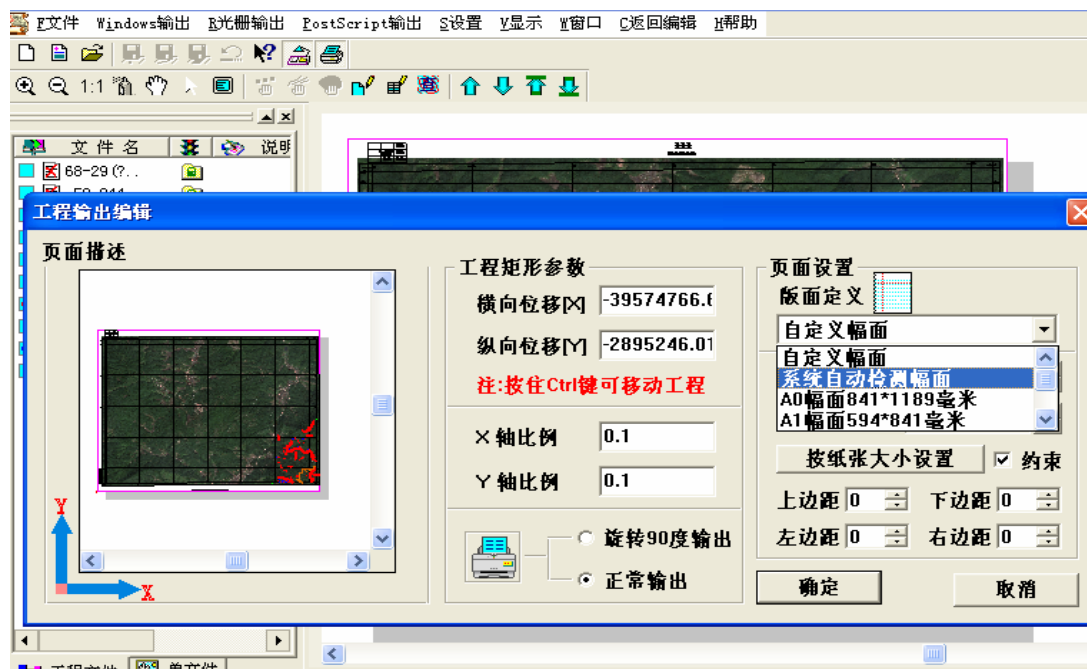 F文件 Windows输出 R光栅输出 PostScript输出 S设置 V显示 W窗口 C返回编辑 H帮助
1:1
文件名 说明
68-29(?..
工程输出编辑
页面描述
Y
X
工程矩形参数
横向位移[X] -39574766.6
纵向位移[Y] -2895246.01
注:按住Ctrl键可移动工程
X 轴比例 0.1
Y 轴比例 0.1
旋转90度输出
正常输出
页面设置
版面定义
自定义幅面
自定义幅面
系统自动检测幅面
A0幅面841*1189毫米
A1幅面594*841毫米
按纸张大小设置 约束
上边距 0 下边距 0
左边距 0 右边距 0
确定 取消
工程文件 单文件